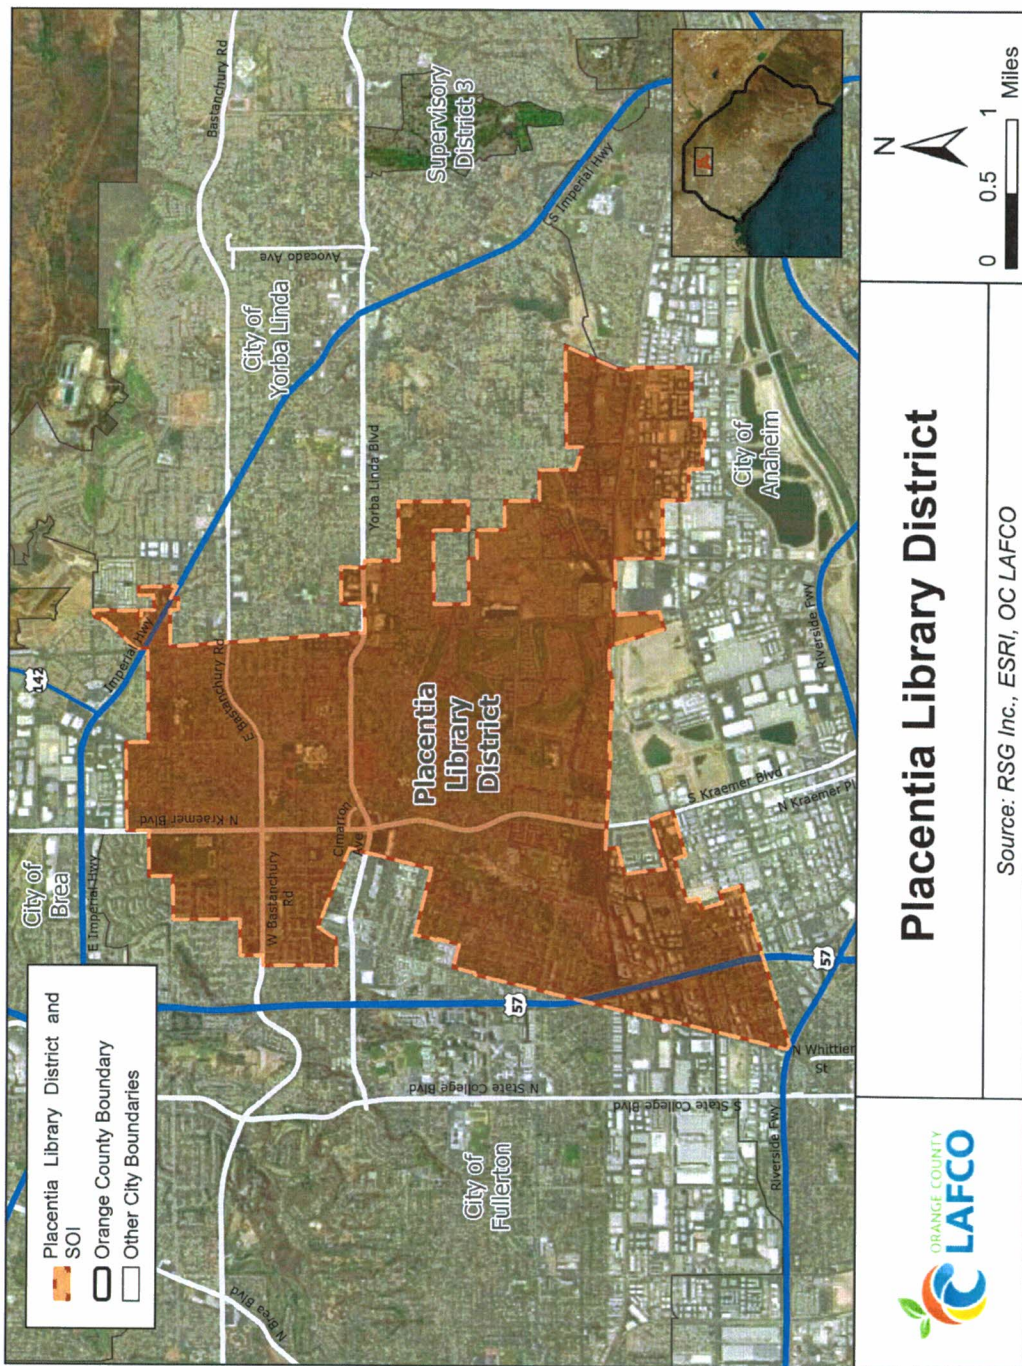 Placentia Library District and
SOI
Orange County Boundary
Other City Boundaries
City of
Brea
E Imperial Hwy
142
Imperial Hwy
N Kraemer Blvd
E Bastanchury Rd
Bastanchury Rd
W Bastanchury
Rd
City of
Yorba Linda
Avocado Ave
Yorba Linda Blvd
Cimarron
Ave
Supervisory
District 3
S Imperial Hwy
Placentia
Library
District
N Brea Blvd
57
N State College Blvd
S State College Blvd
City of
Fullerton
S Kraemer Blvd
N Kraemer Pl
City of
Anaheim
57
Riverside Fwy
Riverside Fwy
N Whittier
St
ORANGE COUNTY
LAFCO
Placentia Library District
Source: RSG Inc., ESRI, OC LAFCO
N
0 0.5 1
Miles